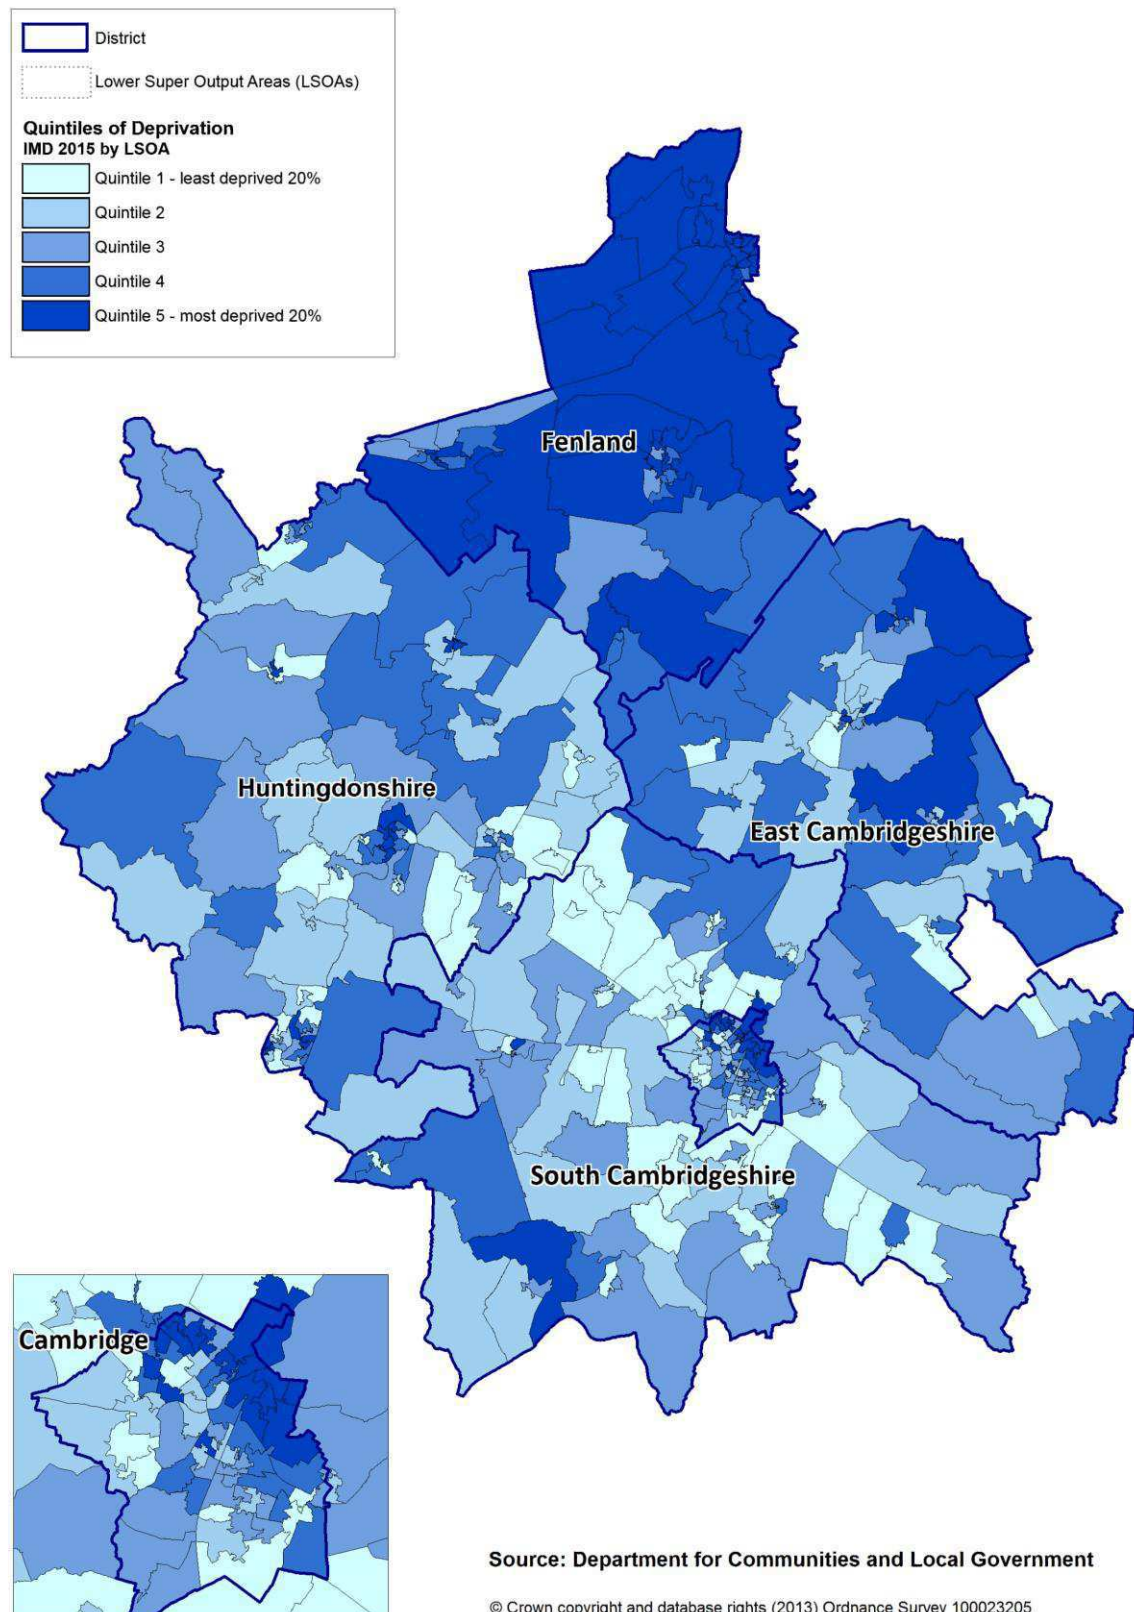 District
Lower Super Output Areas (LSOAs)
Quintiles of Deprivation
IMD 2015 by LSOA
Quintile 1 - least deprived 20%
Quintile 2
Quintile 3
Quintile 4
Quintile 5 - most deprived 20%
Fenland
Huntingdonshire
East Cambridgeshire
South Cambridgeshire
Cambridge
Source: Department for Communities and Local Government
© Crown copyright and database rights (2013) Ordnance Survey 100023205